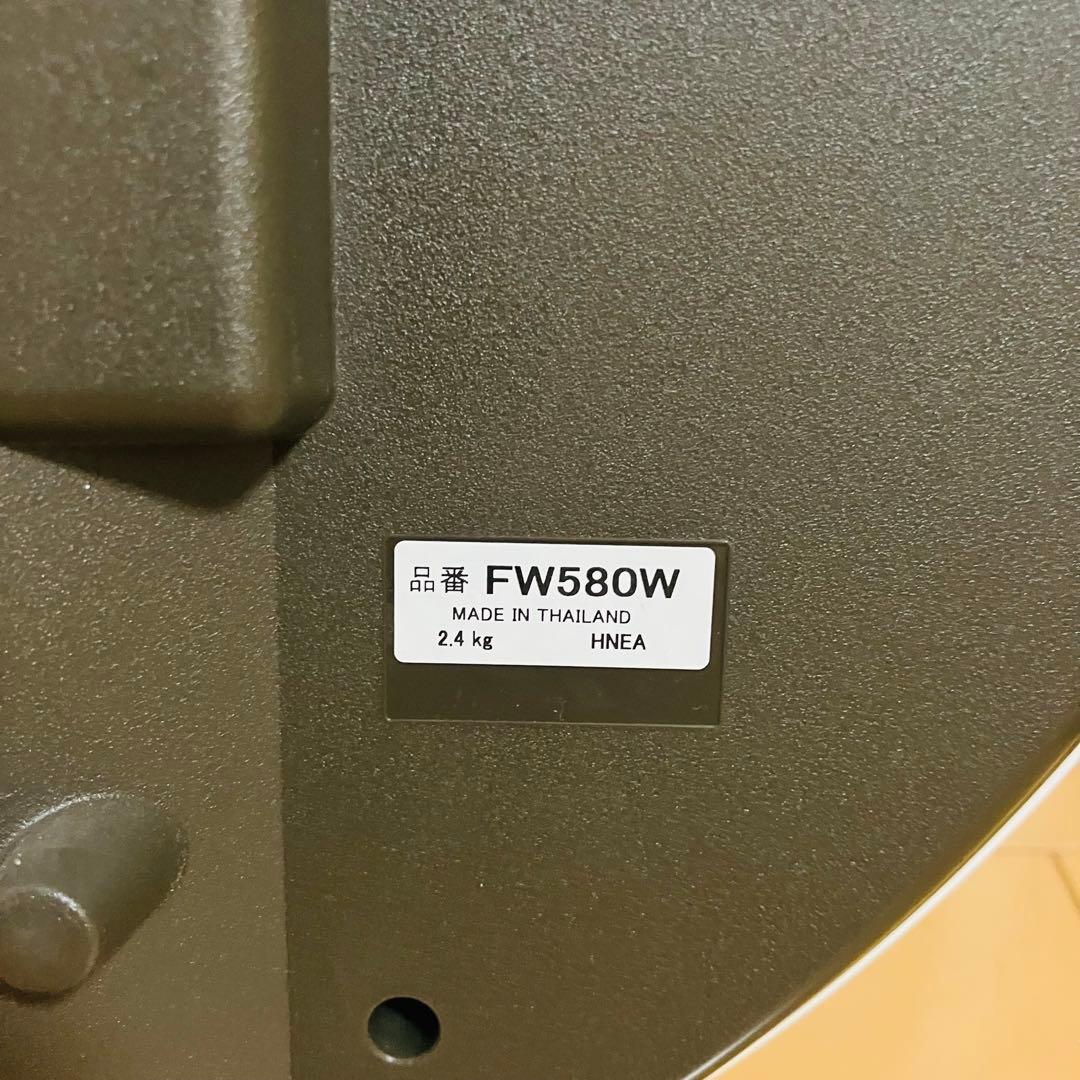 品番 FW580W
MADE IN THAILAND
2.4 kg HNEA